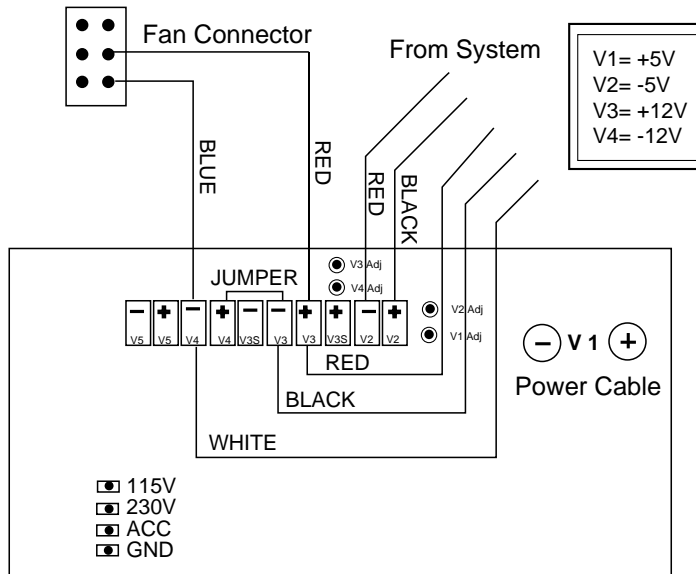 Fan Connector
From System
V1= +5V
V2= -5V
V3= +12V
V4= -12V
BLUE
RED
RED
BLACK
V3 Adj
V4 Adj
JUMPER
V2 Adj
V1 Adj
− + − + − − + + − +
V5 V5 V4 V4 V3S V3 V3 V3S V2 V2
− V 1 +
Power Cable
RED
BLACK
WHITE
115V
230V
ACC
GND